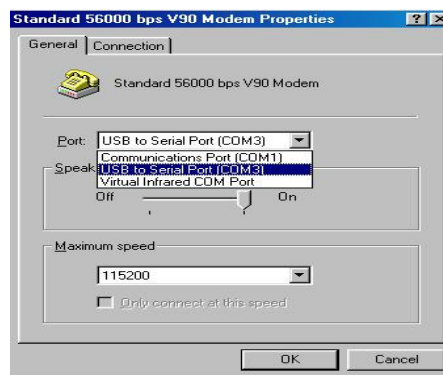 Standard 56000 bps V90 Modem Properties
General Connection
Standard 56000 bps V90 Modem
Port: USB to Serial Port (COM3)
Communications Port (COM1)
USB to Serial Port (COM3)
Virtual Infrared COM Port
Speak
Off On
Maximum speed
115200
Only connect at this speed
OK Cancel